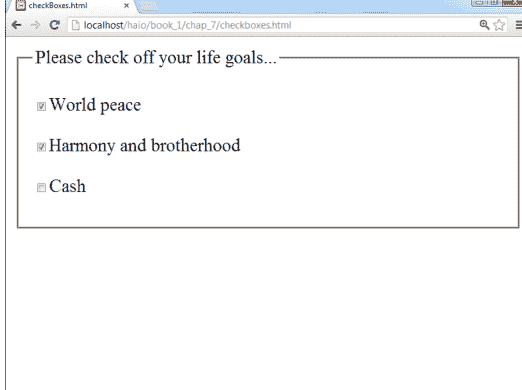 checkBoxes.html
localhost/haio/book_1/chap_7/checkboxes.html
Please check off your life goals...
World peace
Harmony and brotherhood
Cash